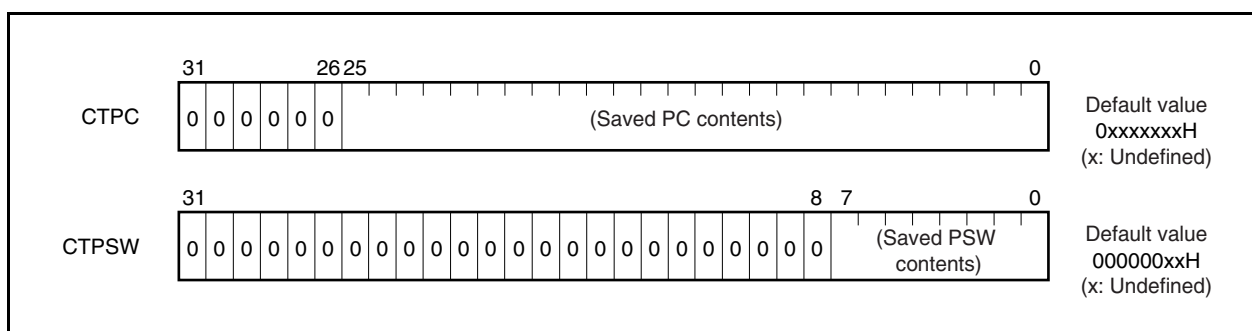 31 26 25 0
CTPC 0 0 0 0 0 0 (Saved PC contents) Default value
0xxxxxxxH
(x: Undefined)
31 8 7 0
CTPSW 0 0 0 0 0 0 0 0 0 0 0 0 0 0 0 0 0 0 0 0 0 0 0 0 (Saved PSW
contents) Default value
000000xxH
(x: Undefined)